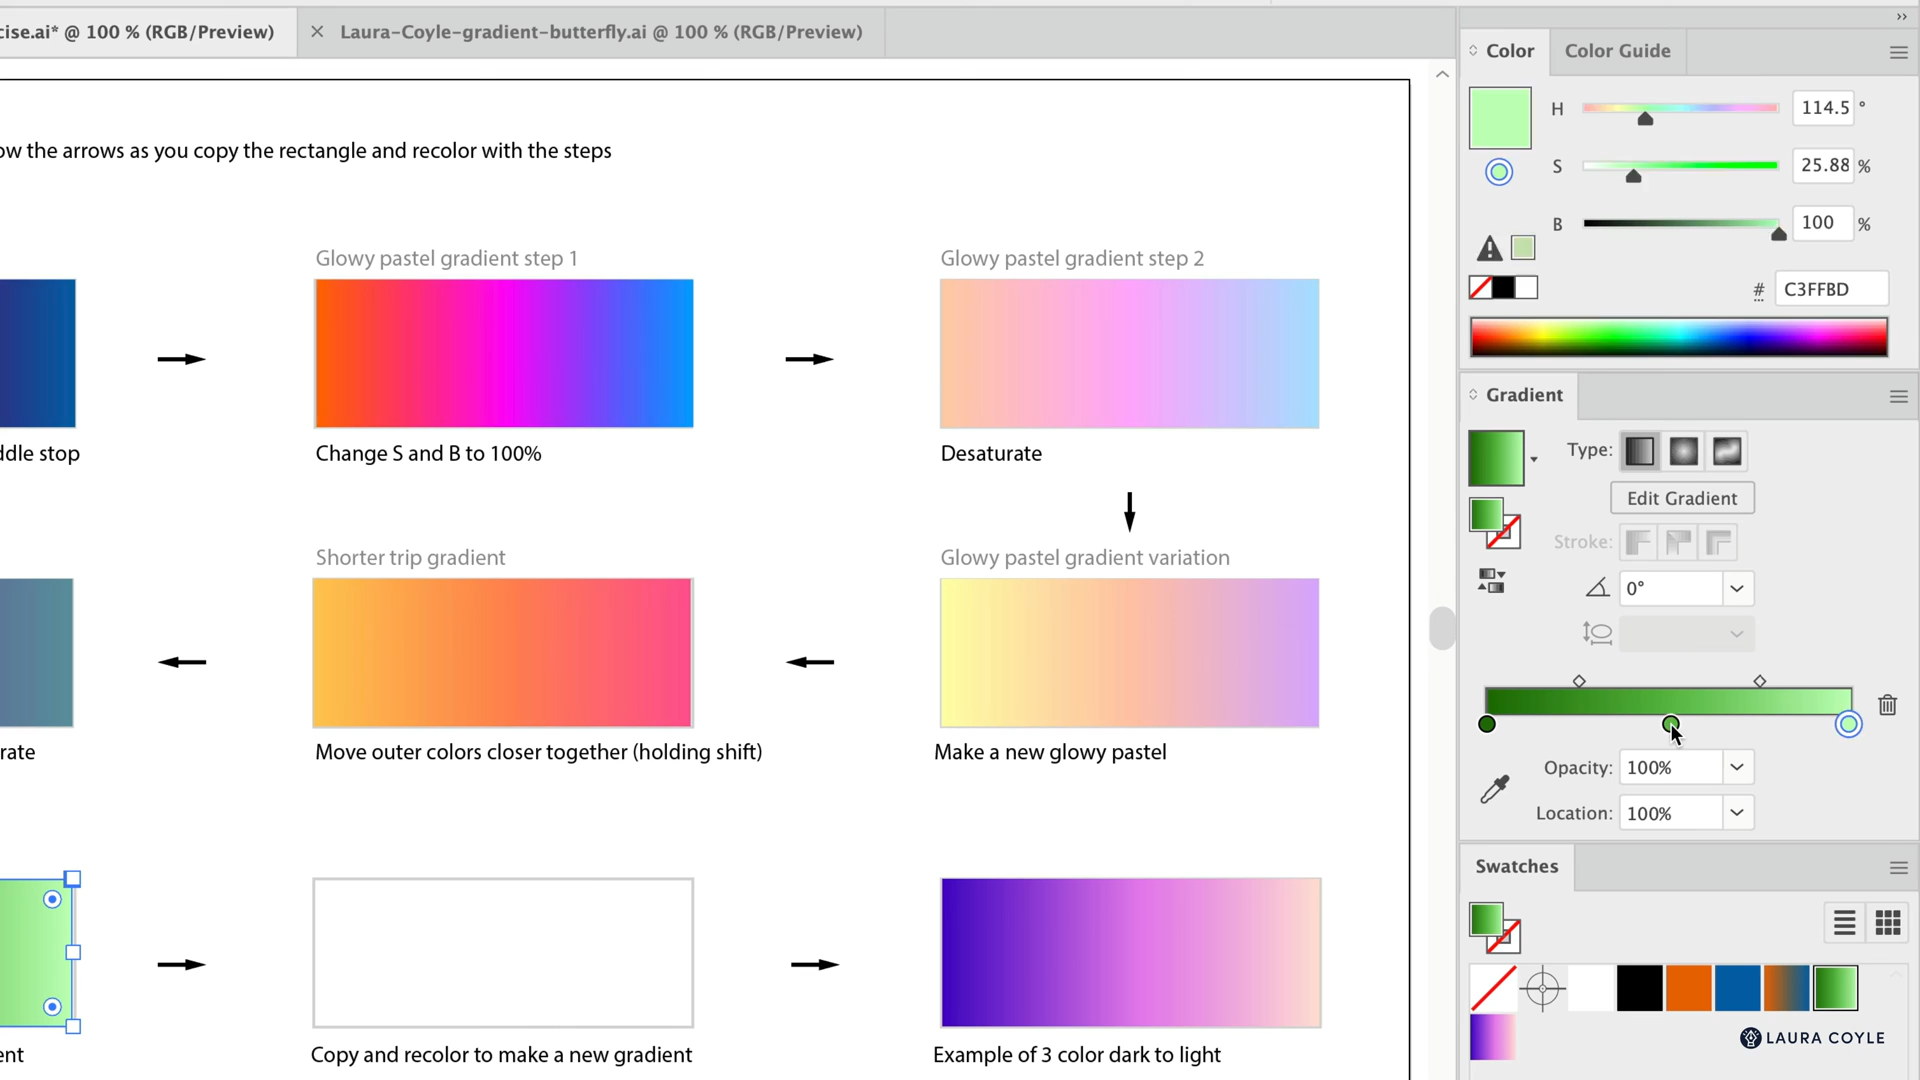 cise.ai* @ 100 % (RGB/Preview)
Laura-Coyle-gradient-butterfly.ai @ 100 % (RGB/Preview)
ow the arrows as you copy the rectangle and recolor with the steps
Glowy pastel gradient step 1
Glowy pastel gradient step 2
ddle stop
Change S and B to 100%
Desaturate
Shorter trip gradient
Glowy pastel gradient variation
rate
Move outer colors closer together (holding shift)
Make a new glowy pastel
ent
Copy and recolor to make a new gradient
Example of 3 color dark to light
Color
Color Guide
H 114.5 °
S 25.88 %
B 100 %
# C3FFBD
Gradient
Type:
Edit Gradient
Stroke:
0°
Opacity: 100%
Location: 100%
Swatches
LAURA COYLE